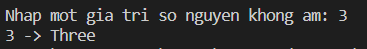 Nhap mot gia tri so nguyen khong am: 3
3 -> Three